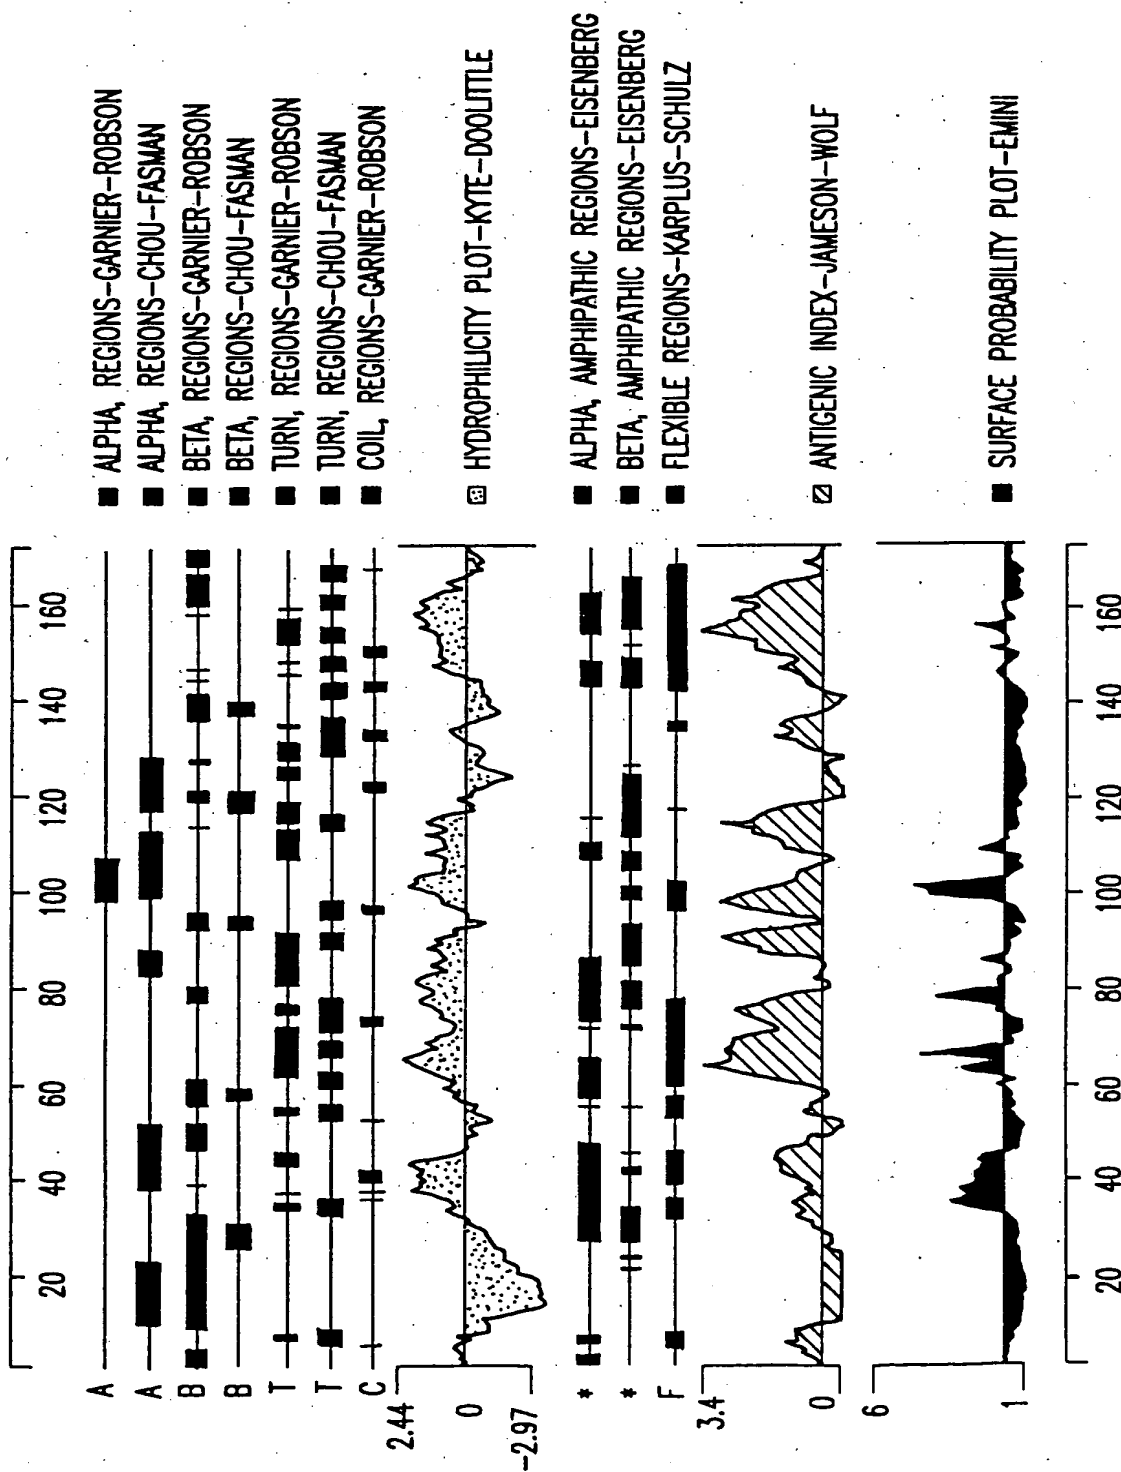 20 40 60 80 100 120 140 160
A ALPHA, REGIONS-GARNIER-ROBSON
A ALPHA, REGIONS-CHOU-FASMAN
B BETA, REGIONS-GARNIER-ROBSON
B BETA, REGIONS-CHOU-FASMAN
T TURN, REGIONS-GARNIER-ROBSON
T TURN, REGIONS-CHOU-FASMAN
C COIL, REGIONS-GARNIER-ROBSON
2.44
0 HYDROPHILICITY PLOT-KYTE-DOOLITTLE
-2.97
* ALPHA, AMPHIPATHIC REGIONS-EISENBERG
* BETA, AMPHIPATHIC REGIONS-EISENBERG
F FLEXIBLE REGIONS-KARPLUS-SCHULZ
3.4
0 ANTIGENIC INDEX-JAMESON-WOLF
6
1 SURFACE PROBABILITY PLOT-EMINI
20 40 60 80 100 120 140 160